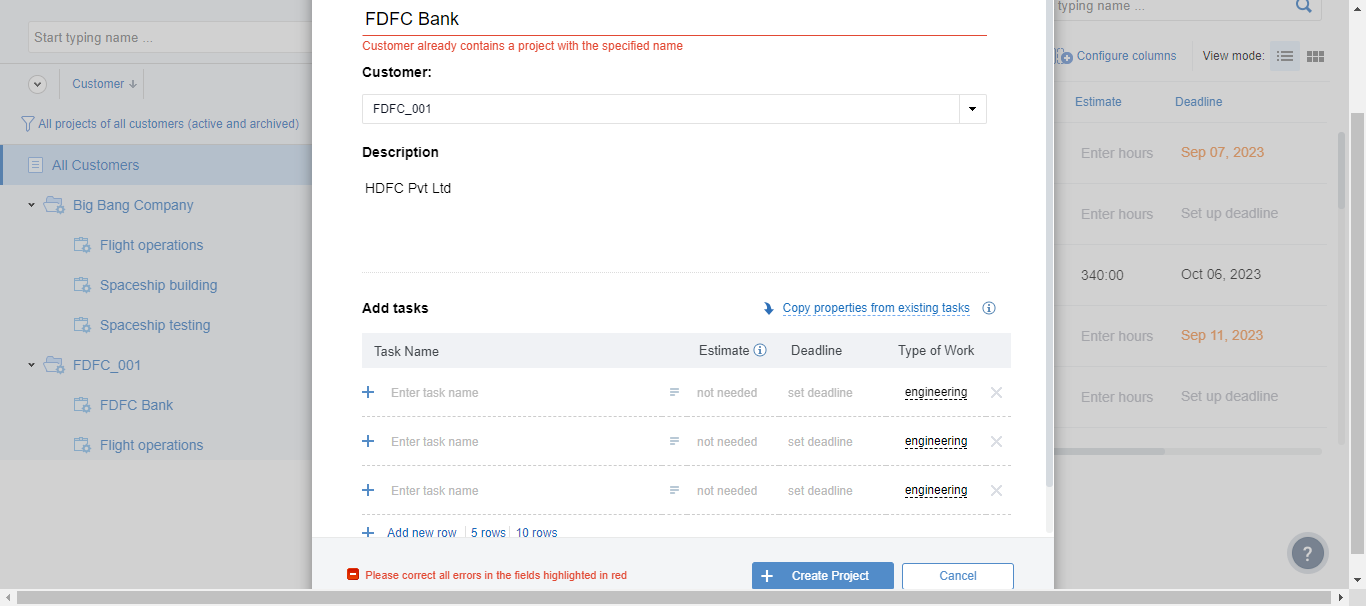 Start typing name ...
Customer
All projects of all customers (active and archived)
All Customers
Big Bang Company
Flight operations
Spaceship building
Spaceship testing
FDFC_001
FDFC Bank
Flight operations
FDFC Bank
Customer already contains a project with the specified name
Customer:
FDFC_001
Description
HDFC Pvt Ltd
Add tasks
Copy properties from existing tasks
Task Name Estimate Deadline Type of Work
Enter task name not needed set deadline engineering
Enter task name not needed set deadline engineering
Enter task name not needed set deadline engineering
Add new row 5 rows 10 rows
Please correct all errors in the fields highlighted in red
Create Project Cancel
typing name ...
Configure columns View mode:
Estimate Deadline
Enter hours Sep 07, 2023
Enter hours Set up deadline
340:00 Oct 06, 2023
Enter hours Sep 11, 2023
Enter hours Set up deadline
?